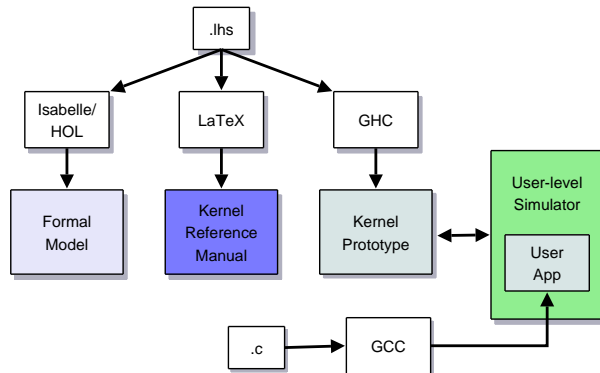 .lhs
Isabelle/
HOL
LaTeX
GHC
Formal
Model
Kernel
Reference
Manual
Kernel
Prototype
User-level
Simulator
User
App
.c
GCC